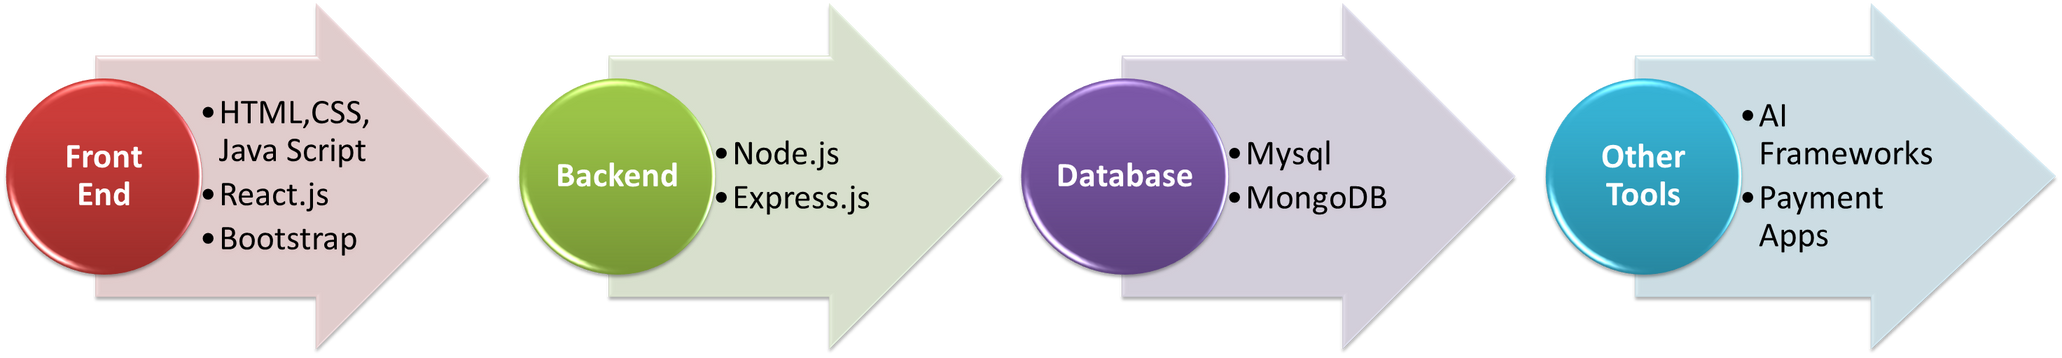 Front
End
•HTML,CSS,
Java Script
•React.js
•Bootstrap
Backend
•Node.js
•Express.js
Database
•Mysql
•MongoDB
Other
Tools
•AI
Frameworks
•Payment
Apps